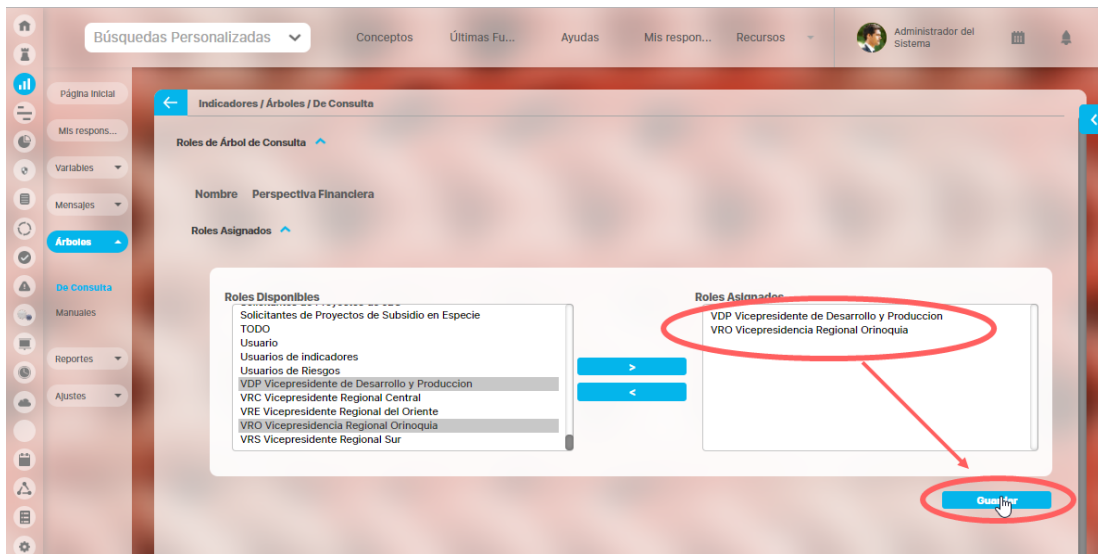 Búsquedas Personalizadas
Conceptos
Últimas Fu...
Ayudas
Mis respon...
Recursos
Administrador del
Sistema
Página Inicial
Mis respons...
Variables
Mensajes
Árboles
De Consulta
Manuales
Reportes
Ajustes
Indicadores / Árboles / De Consulta
Roles de Árbol de Consulta
Nombre Perspectiva Financiera
Roles Asignados
Roles Disponibles
Solicitantes de Proyectos de Subsidio en Especie
TODO
Usuario
Usuarios de indicadores
Usuarios de Riesgos
VDP Vicepresidente de Desarrollo y Produccion
VRC Vicepresidente Regional Central
VRE Vicepresidente Regional del Oriente
VRO Vicepresidencia Regional Orinoquia
VRS Vicepresidente Regional Sur
>
<
Roles Asignados
VDP Vicepresidente de Desarrollo y Produccion
VRO Vicepresidencia Regional Orinoquia
Guardar